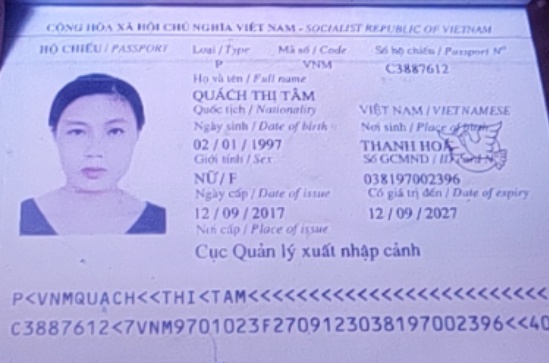 CỘNG HÒA XÃ HỘI CHỦ NGHĨA VIỆT NAM - SOCIALIST REPUBLIC OF VIETNAM
HỘ CHIẾU / PASSPORT Loại / Type Mã số / Code Số hộ chiếu / Passport Nº
P VNM C3887612
Họ và tên / Full name
QUÁCH THỊ TÂM
Quốc tịch / Nationality VIỆT NAM / VIETNAMESE
Ngày sinh / Date of birth Nơi sinh / Place of birth
02 / 01 / 1997 THANH HOÁ
Giới tính / Sex Số GCMND / ID Card Nº
NỮ / F 038197002396
Ngày cấp / Date of issue Có giá trị đến / Date of expiry
12 / 09 / 2017 12 / 09 / 2027
Nơi cấp / Place of issue
Cục Quản lý xuất nhập cảnh
P<VNMQUACH<<THI<TAM<<<<<<<<<<<<<<<<<<<<<<<<<
C3887612<7VNM9701023F2709123038197002396<<40